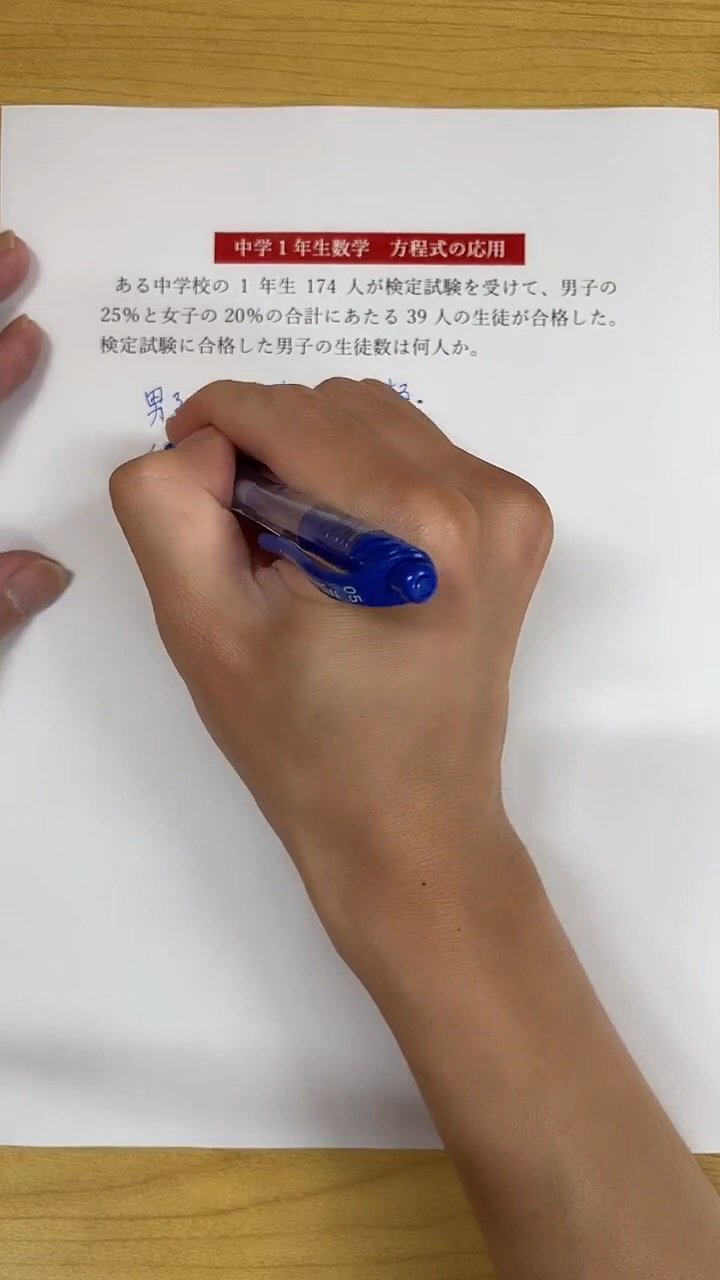 中学1年生数学 方程式の応用
ある中学校の 1 年生 174 人が検定試験を受けて、男子の
25%と女子の 20%の合計にあたる 39 人の生徒が合格した。
検定試験に合格した男子の生徒数は何人か。
男子
05